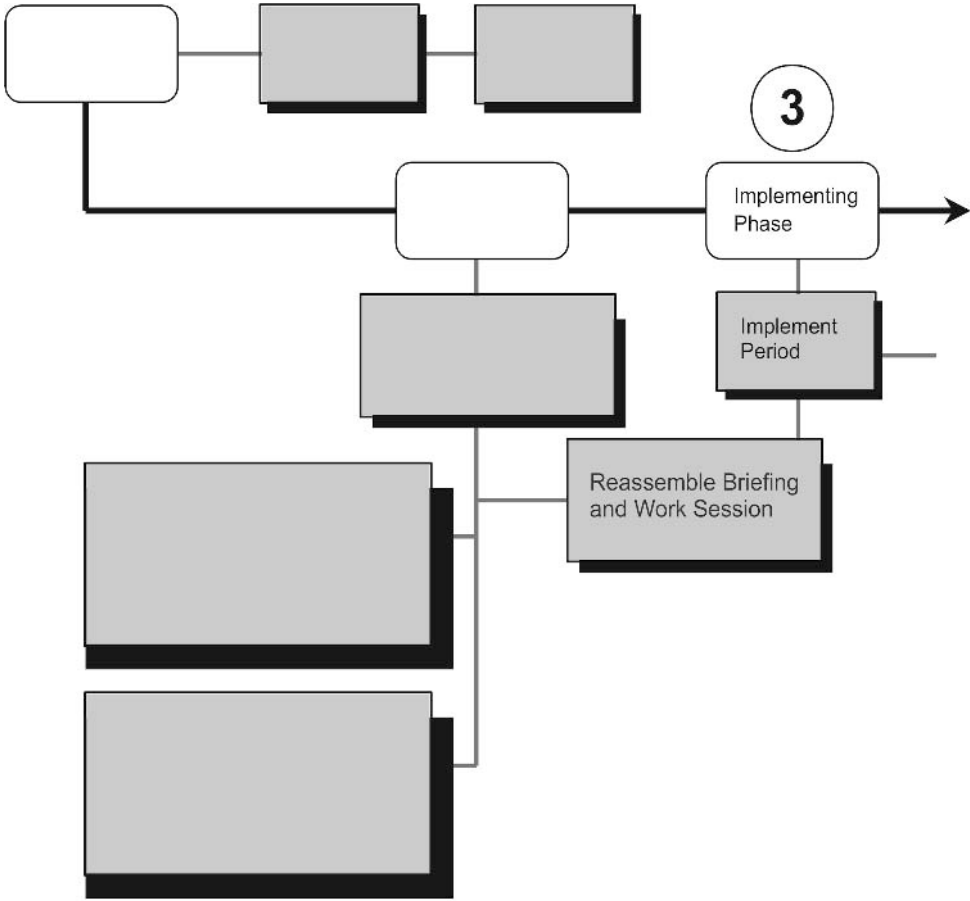 3
Implementing
Phase
Implement
Period
Reassemble Briefing
and Work Session